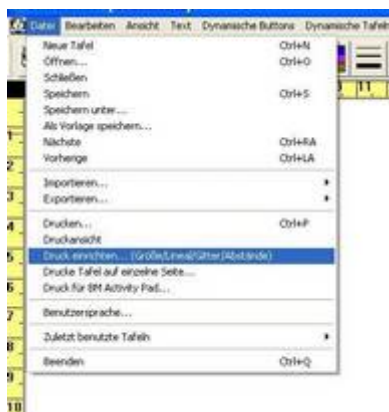 Datei Bearbeiten Ansicht Text Dynamische Buttons Dynamische Tafeln
Neue Tafel Ctrl+N
Öffnen... Ctrl+O
Schließen
Speichern Ctrl+S
Speichern unter...
Als Vorlage speichern...
Nächste Ctrl+RA
Vorherige Ctrl+LA
Importieren...
Exportieren...
Drucken... Ctrl+P
Druckansicht
Druck einrichten... (Größe/Lineal/Gitter/Abstände)
Drucke Tafel auf einzelne Seite...
Druck für BM Activity Pad...
Benutzersprache...
Zuletzt benutzte Tafeln
Beenden Ctrl+Q
11
1
2
3
4
5
6
7
8
9
10